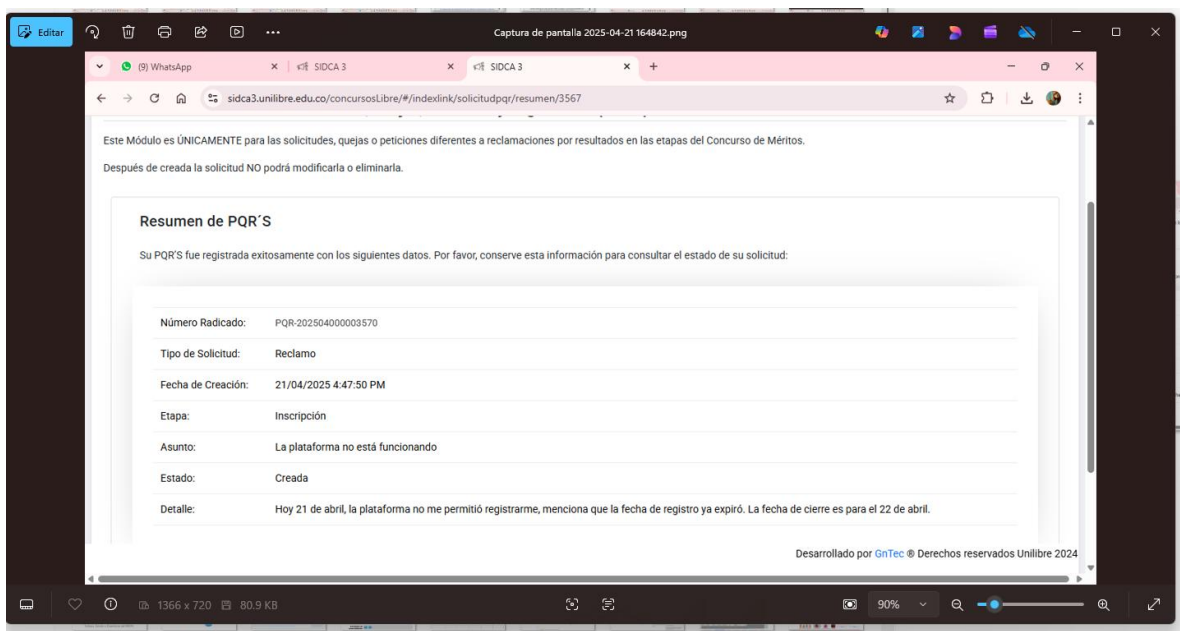 Editar
Captura de pantalla 2025-04-21 164842.png
(9) WhatsApp
SIDCA 3
SIDCA 3
sidca3.unilibre.edu.co/concursosLibre/#/indexlink/solicitudpqr/resumen/3567
Este Módulo es ÚNICAMENTE para las solicitudes, quejas o peticiones diferentes a reclamaciones por resultados en las etapas del Concurso de Méritos.
Después de creada la solicitud NO podrá modificarla o eliminarla.
Resumen de PQR´S
Su PQR'S fue registrada exitosamente con los siguientes datos. Por favor, conserve esta información para consultar el estado de su solicitud:
Número Radicado: PQR-202504000003570
Tipo de Solicitud: Reclamo
Fecha de Creación: 21/04/2025 4:47:50 PM
Etapa: Inscripción
Asunto: La plataforma no está funcionando
Estado: Creada
Detalle: Hoy 21 de abril, la plataforma no me permitió registrarme, menciona que la fecha de registro ya expiró. La fecha de cierre es para el 22 de abril.
Desarrollado por GnTec ® Derechos reservados Unilibre 2024
1366 x 720 80.9 KB
90%